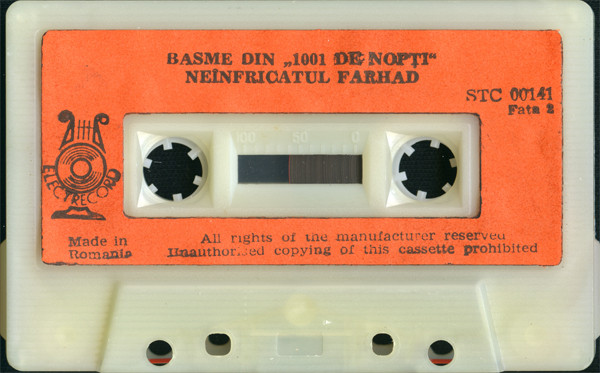 BASME DIN „1001 DE NOPȚI“
NEÎNFRICATUL FARHAD
STC 00141
Fața 2
ELECTRECORD
100 50 0
Made in
Romania
All rights of the manufacturer reserved
Unauthorised copying of this cassette prohibited